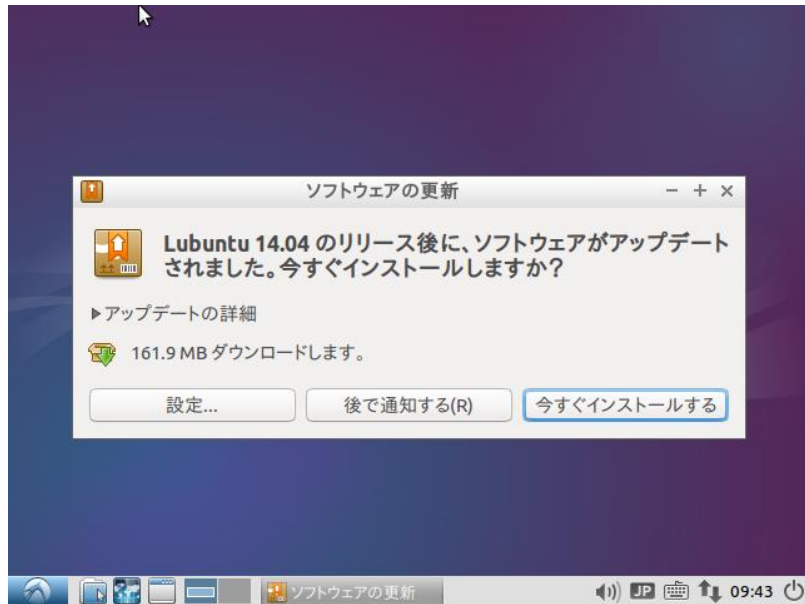 ソフトウェアの更新
Lubuntu 14.04 のリリース後に、ソフトウェアがアップデート
されました。今すぐインストールしますか？
アップデートの詳細
161.9 MB ダウンロードします。
設定...
後で通知する(R)
今すぐインストールする
ソフトウェアの更新
JP
09:43